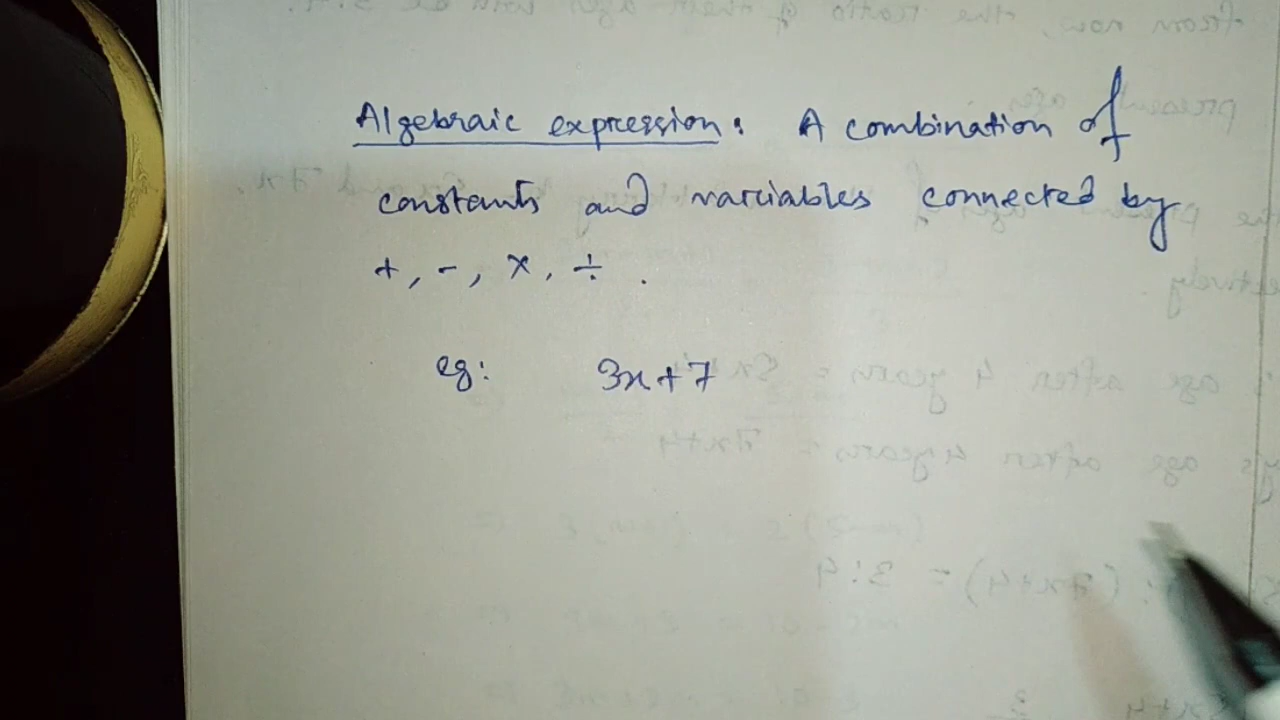 Algebraic expression: A combination of
constants and variables connected by
+, -, ×, ÷ .
eg: 3x+7